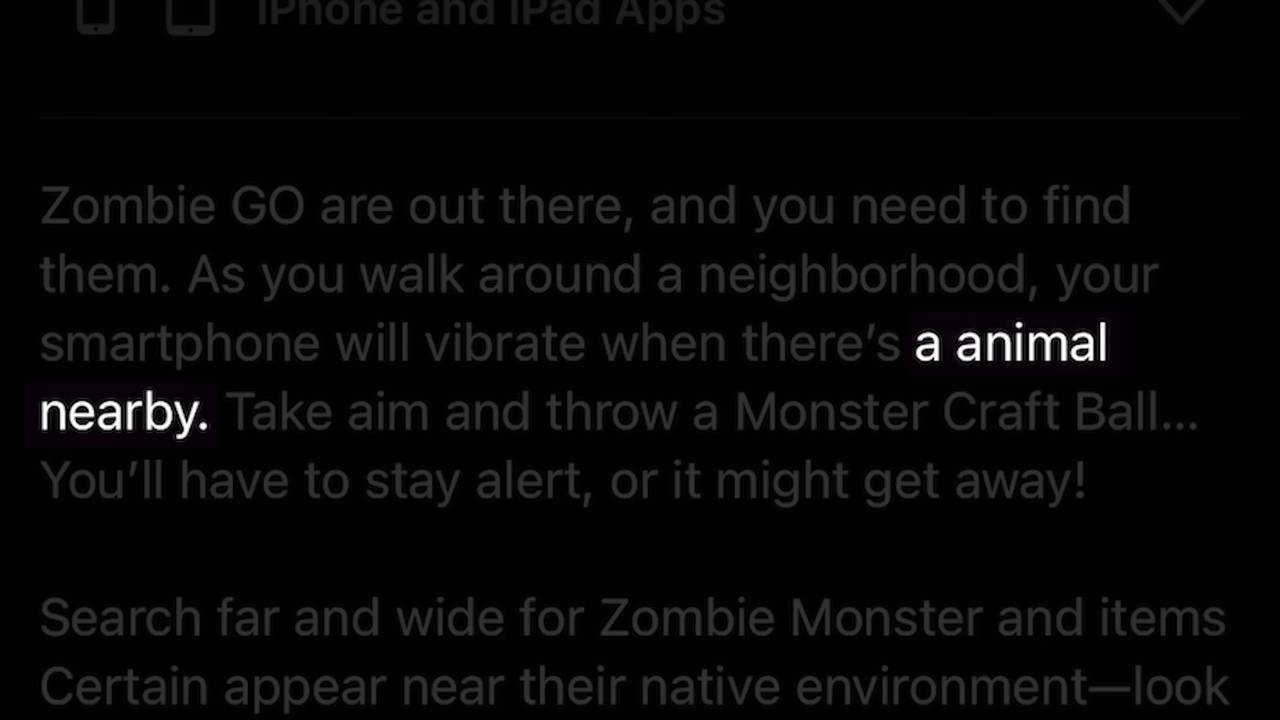 iPhone and iPad Apps
Zombie GO are out there, and you need to find
them. As you walk around a neighborhood, your
smartphone will vibrate when there’s a animal
nearby. Take aim and throw a Monster Craft Ball...
You’ll have to stay alert, or it might get away!
Search far and wide for Zombie Monster and items
Certain appear near their native environment—look